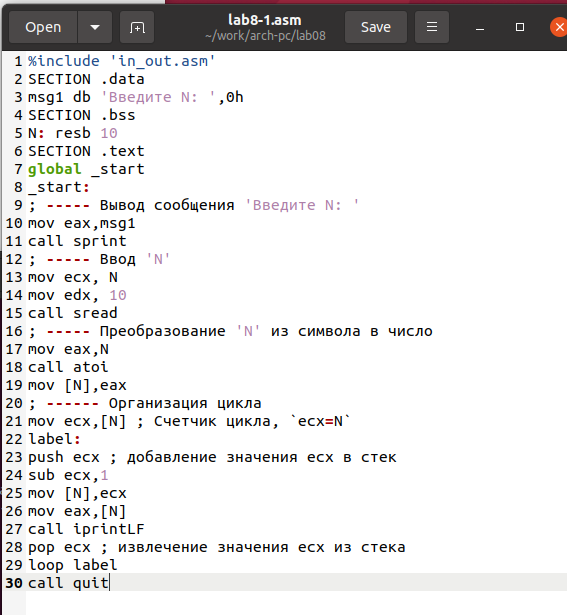 Open
lab8-1.asm
~/work/arch-pc/lab08
Save
1 %include 'in_out.asm'
2 SECTION .data
3 msg1 db 'Введите N: ',0h
4 SECTION .bss
5 N: resb 10
6 SECTION .text
7 global _start
8 _start:
9 ; ----- Вывод сообщения 'Введите N: '
10 mov eax,msg1
11 call sprint
12 ; ----- Ввод 'N'
13 mov ecx, N
14 mov edx, 10
15 call sread
16 ; ----- Преобразование 'N' из символа в число
17 mov eax,N
18 call atoi
19 mov [N],eax
20 ; ------ Организация цикла
21 mov ecx,[N] ; Счетчик цикла, `ecx=N`
22 label:
23 push ecx ; добавление значения ecx в стек
24 sub ecx,1
25 mov [N],ecx
26 mov eax,[N]
27 call iprintLF
28 pop ecx ; извлечение значения ecx из стека
29 loop label
30 call quit